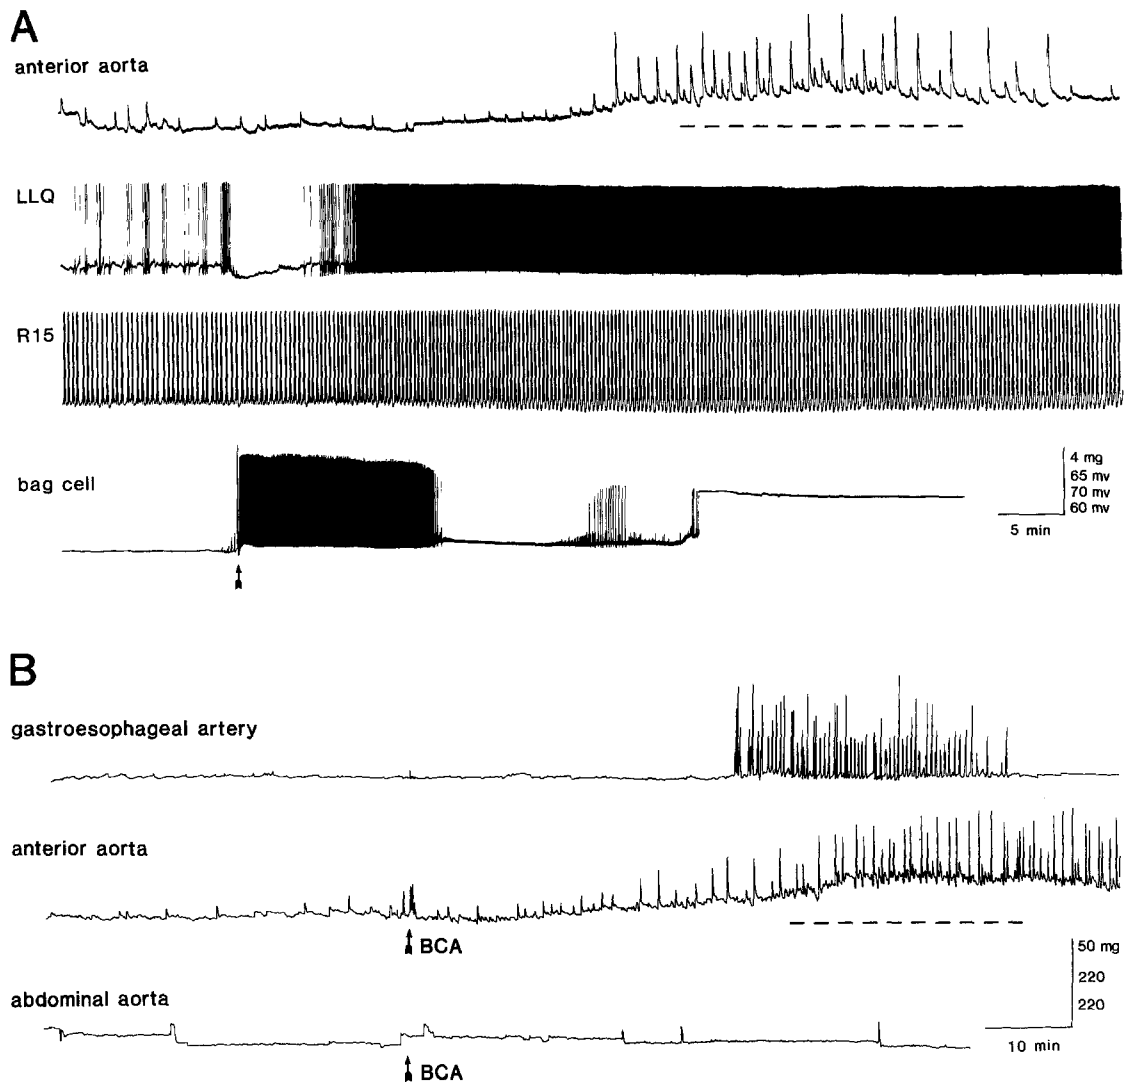 A
anterior aorta
LLQ
R15
bag cell
4 mg
65 mv
70 mv
60 mv
5 min
B
gastroesophageal artery
anterior aorta
BCA
50 mg
220
220
abdominal aorta
10 min
BCA